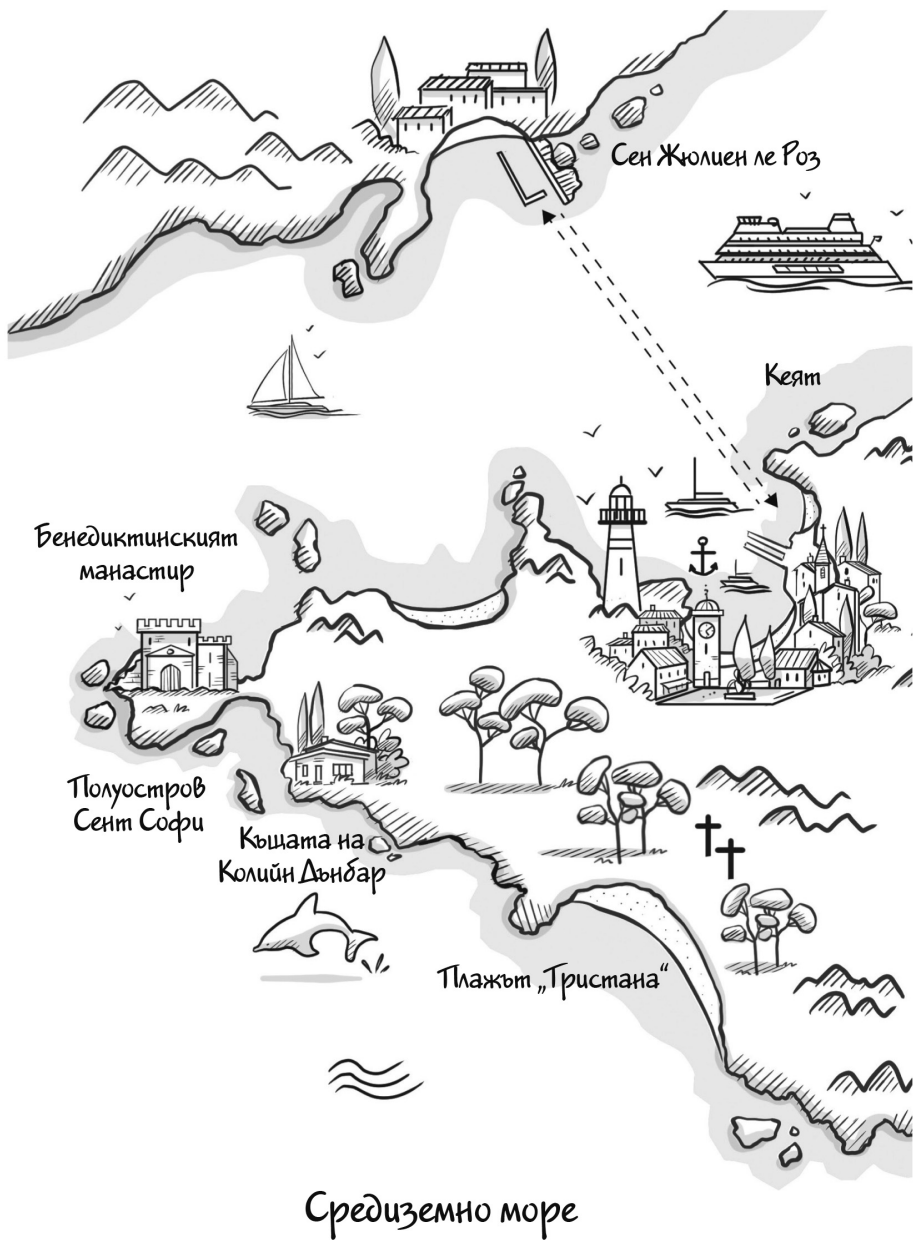 Сен Жюлиен ле Роз
Кеят
Бенедиктинският
манастир
Полуостров
Сент Софи
Къщата на
Колийн Дънбар
Плажът „Тристана“
Средиземно море